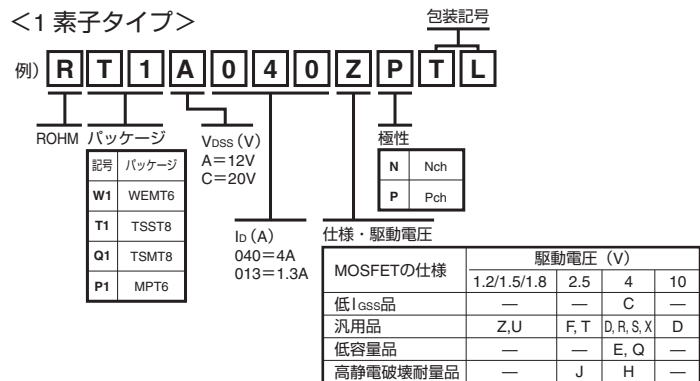 ＜1 素子タイプ＞
包装記号
例) R T 1 A 0 4 0 Z P T L
ROHM パッケージ
記号 パッケージ
W1 WEMT6
T1 TSST8
Q1 TSMT8
P1 MPT6
VDSS (V)
A＝12V
C＝20V
ID (A)
040＝4A
013＝1.3A
極性
N Nch
P Pch
仕様・駆動電圧
MOSFETの仕様 駆動電圧（V）
1.2/1.5/1.8 2.5 4 10
低IGSS品 — — C —
汎用品 Z,U F, T D, R, S, X D
低容量品 — — E, Q —
高静電破壊耐量品 — J H —